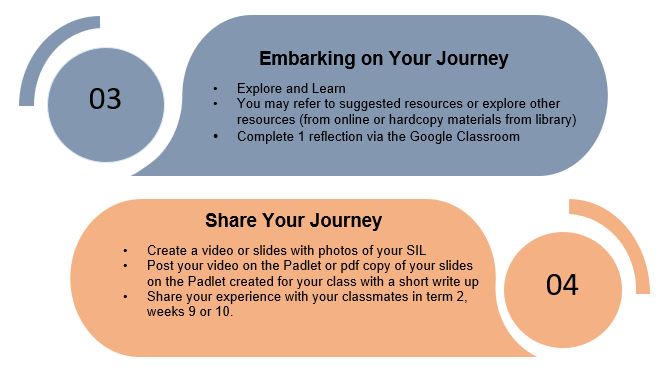 03
Embarking on Your Journey
• Explore and Learn
• You may refer to suggested resources or explore other
resources (from online or hardcopy materials from library)
• Complete 1 reflection via the Google Classroom
Share Your Journey
• Create a video or slides with photos of your SIL
• Post your video on the Padlet or pdf copy of your slides
on the Padlet created for your class with a short write up
• Share your experience with your classmates in term 2,
weeks 9 or 10.
04